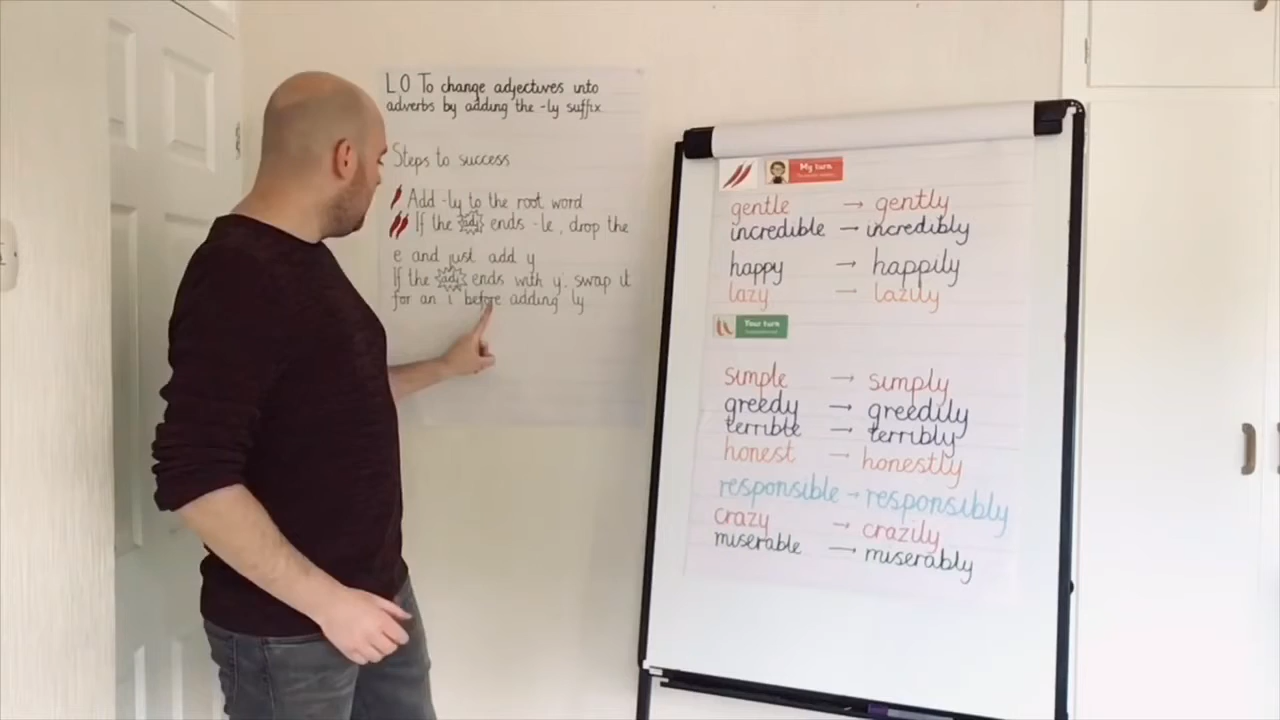 L O To change adjectives into
adverbs by adding the -ly suffix
Steps to success
Add -ly to the root word
If the adj ends -le, drop the
e and just add y
If the adj ends with y, swap it
for an i before adding ly
My turn
gentle → gently
incredible → incredibly
happy → happily
lazy → lazily
Your turn
simple → simply
greedy → greedily
terrible → terribly
honest → honestly
responsible → responsibly
crazy → crazily
miserable → miserably